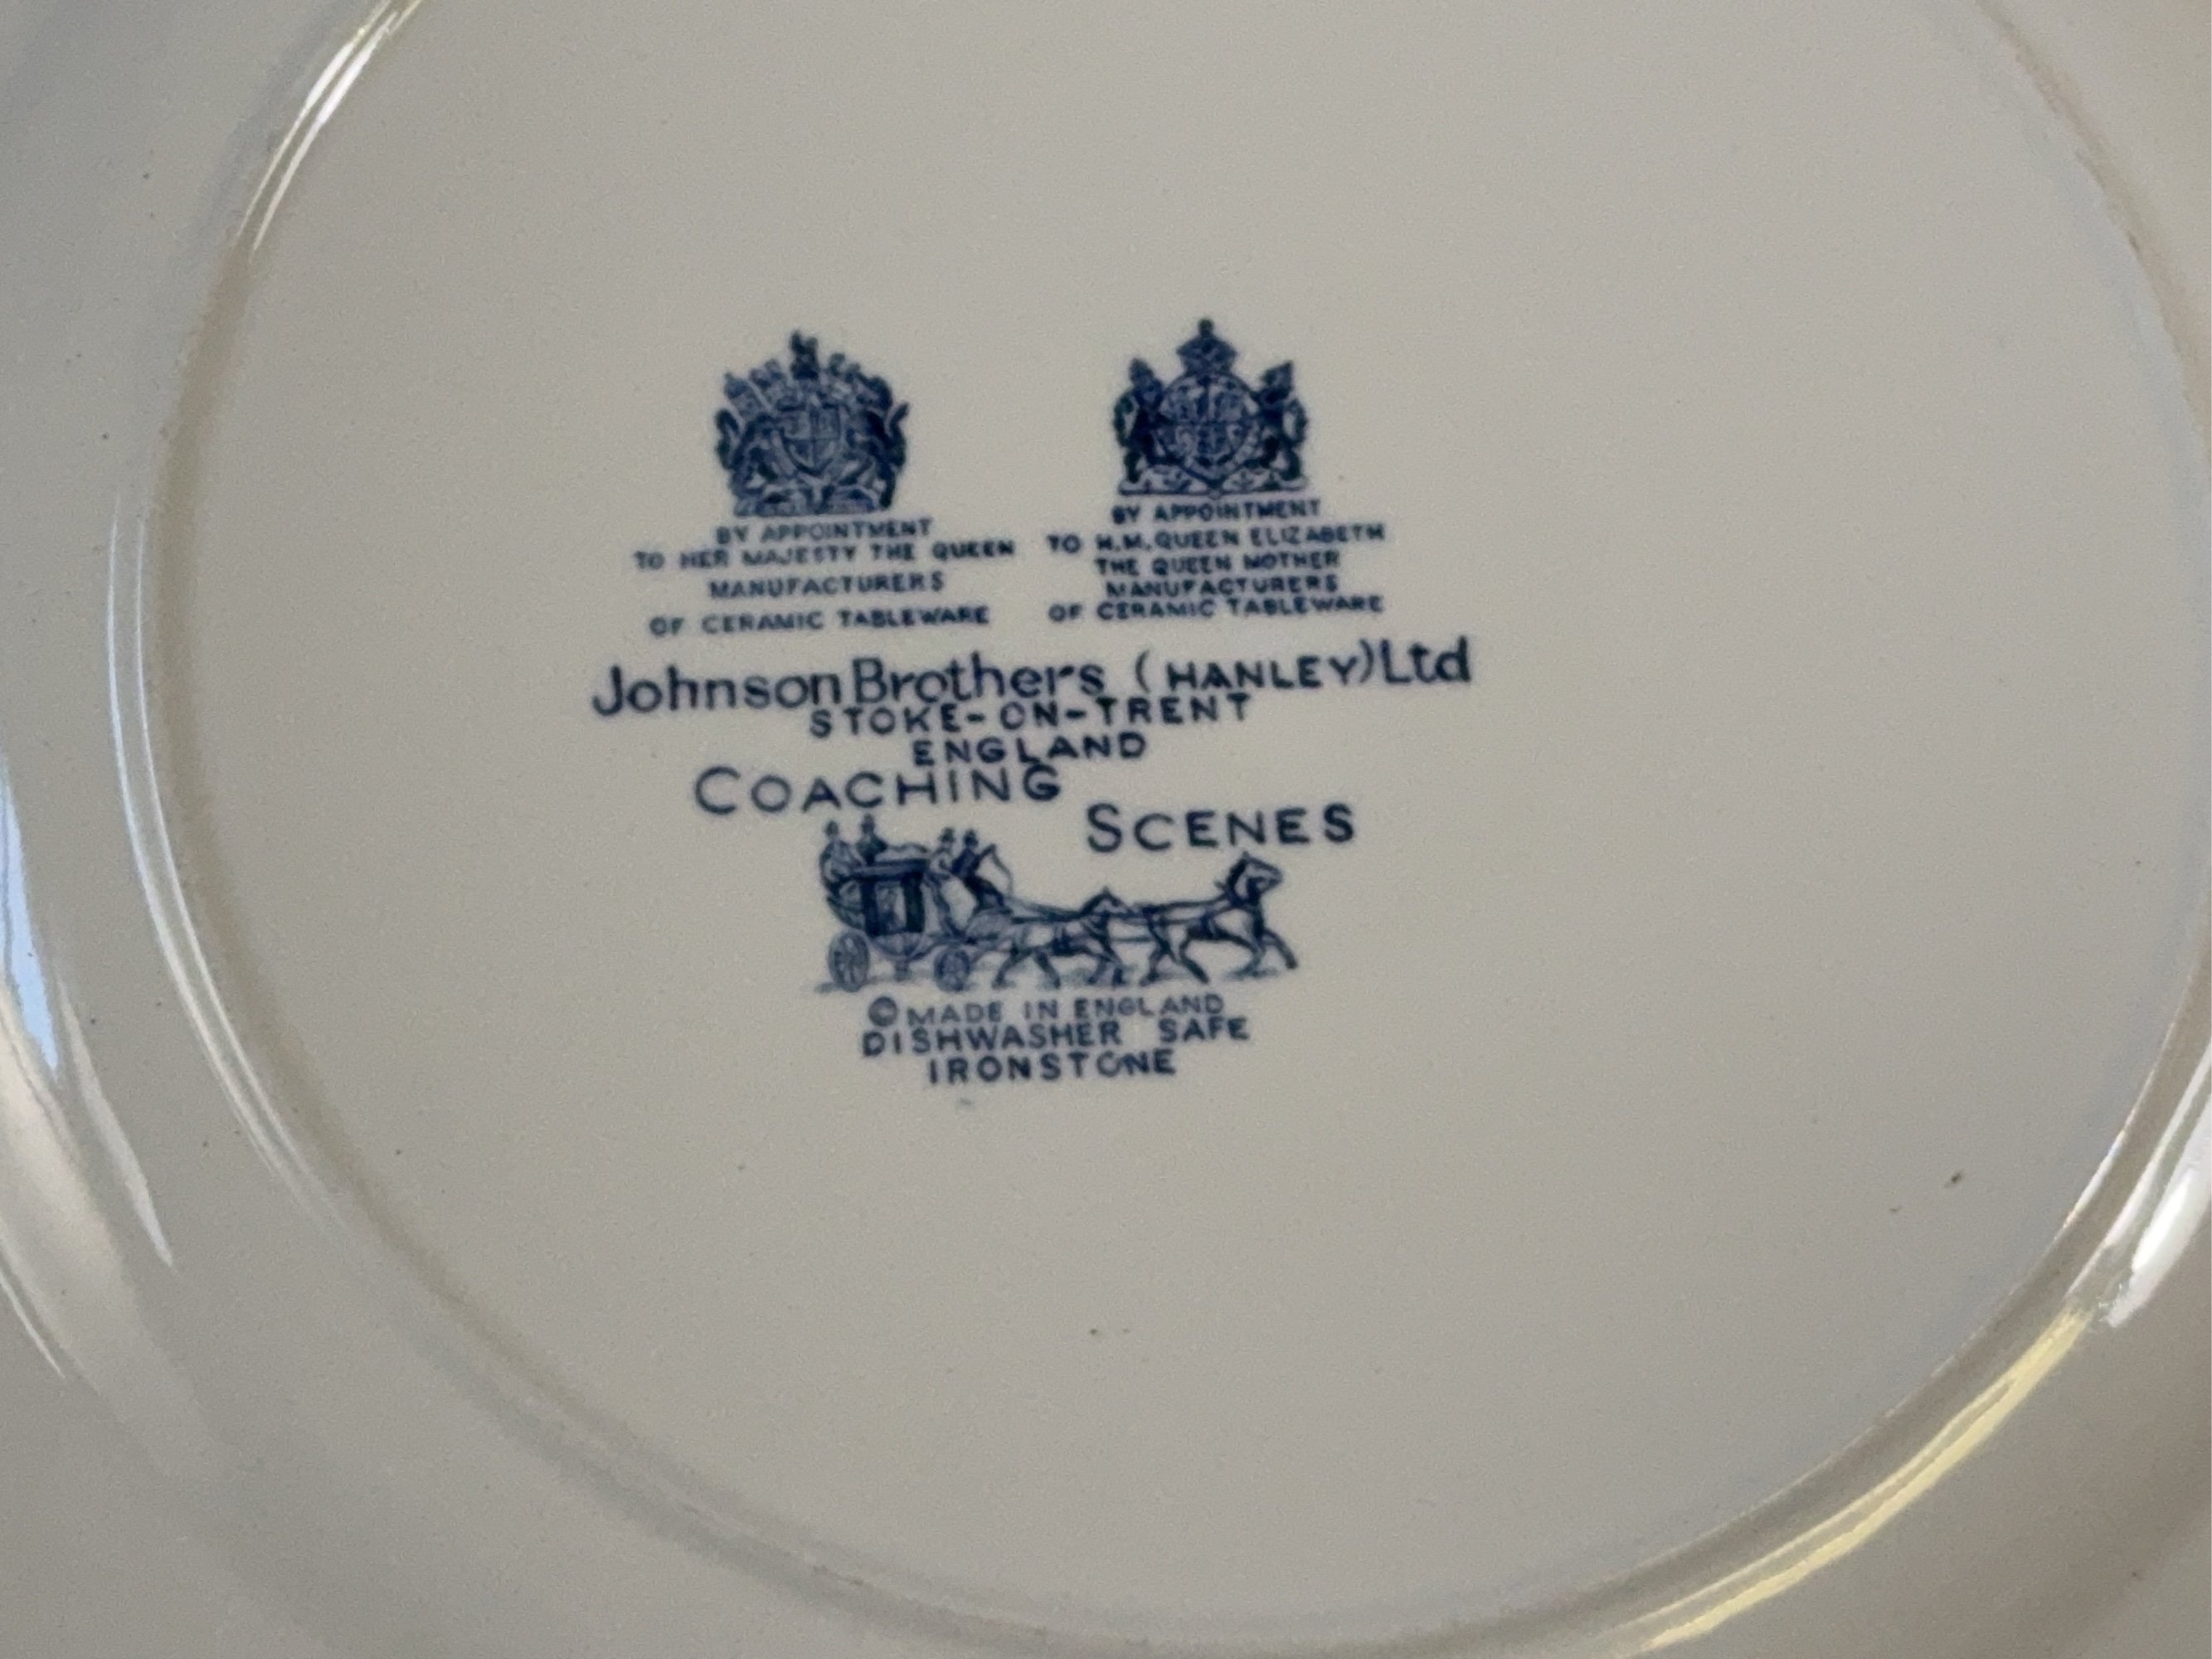 BY APPOINTMENT
TO HER MAJESTY THE QUEEN
MANUFACTURERS
OF CERAMIC TABLEWARE
BY APPOINTMENT
TO H.M. QUEEN ELIZABETH
THE QUEEN MOTHER
MANUFACTURERS
OF CERAMIC TABLEWARE
Johnson Brothers (HANLEY) Ltd
STOKE-ON-TRENT
ENGLAND
COACHING
SCENES
© MADE IN ENGLAND
DISHWASHER SAFE
IRONSTONE